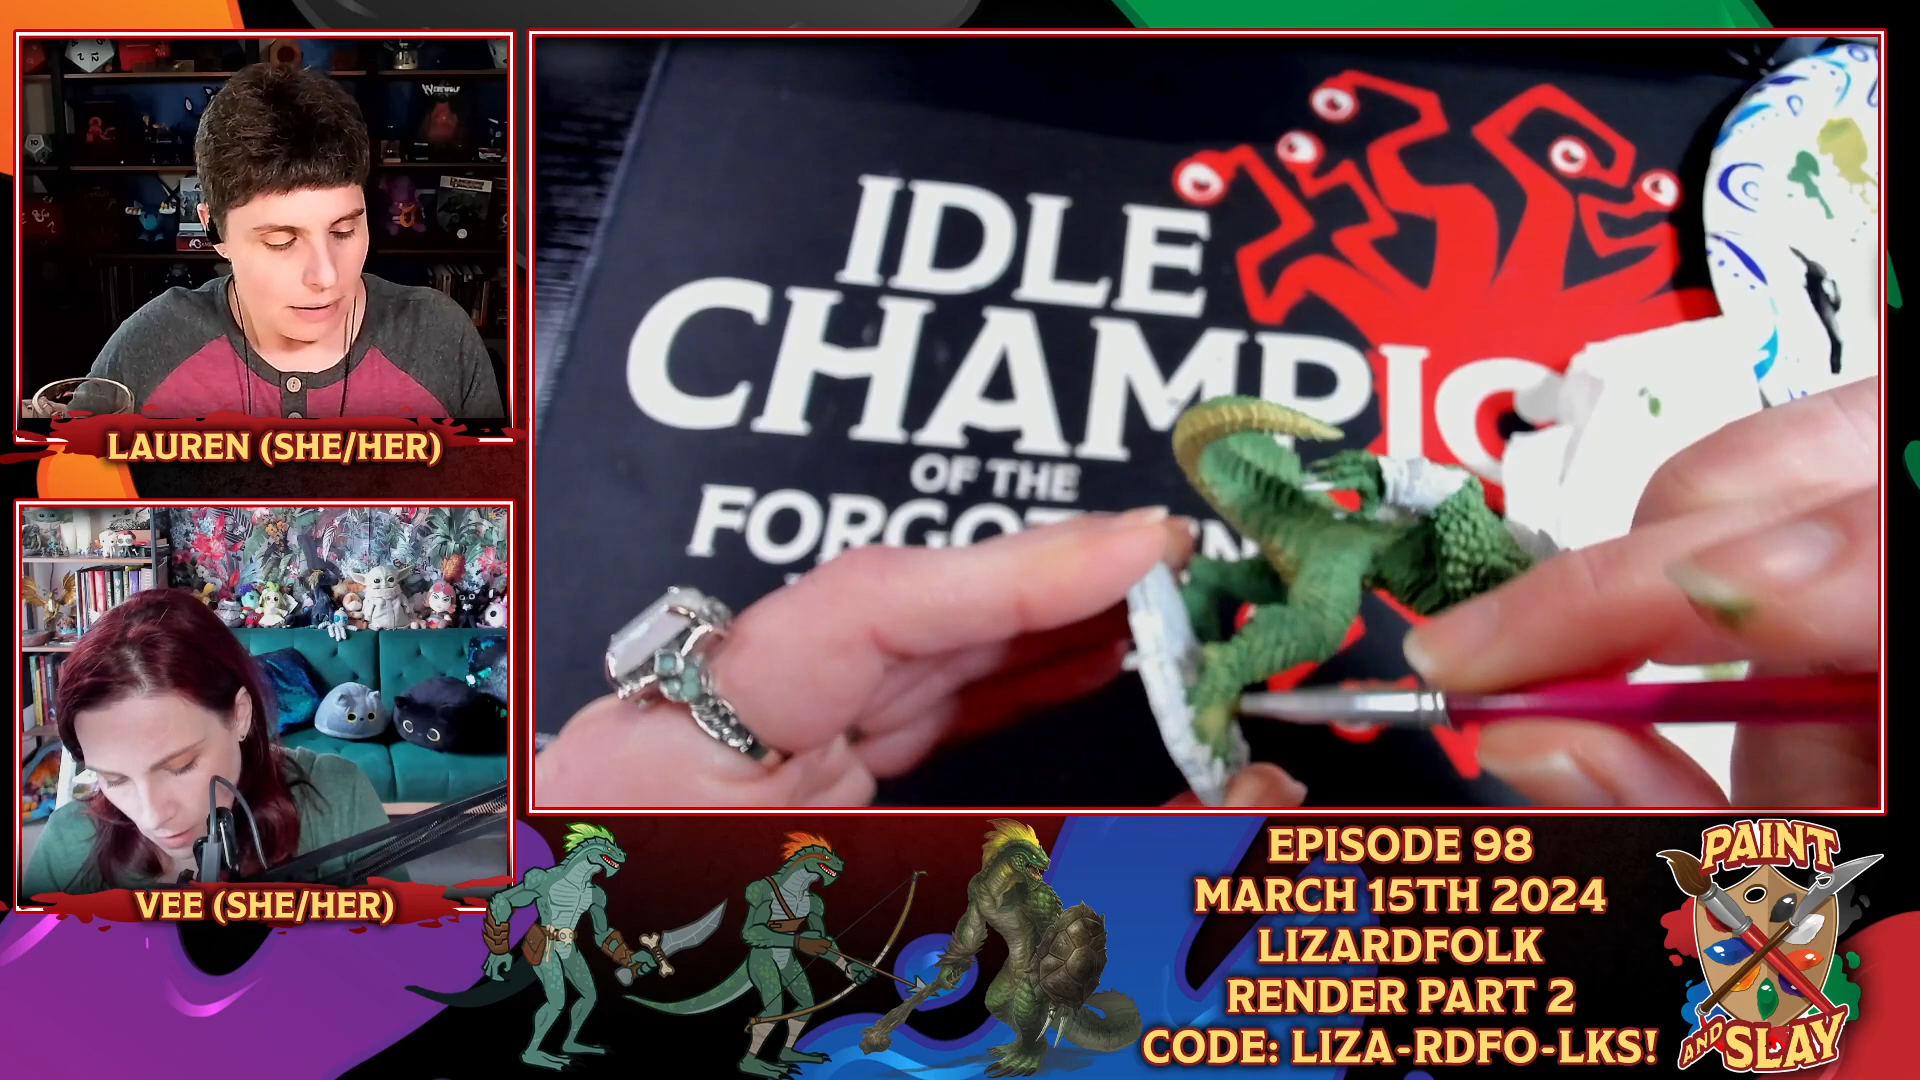 IDLE
CHAMPIO
OF THE
FORGOTTEN
LAUREN (SHE/HER)
VEE (SHE/HER)
EPISODE 98
MARCH 15TH 2024
LIZARDFOLK
RENDER PART 2
CODE: LIZA-RDFO-LKS!
PAINT
AND SLAY